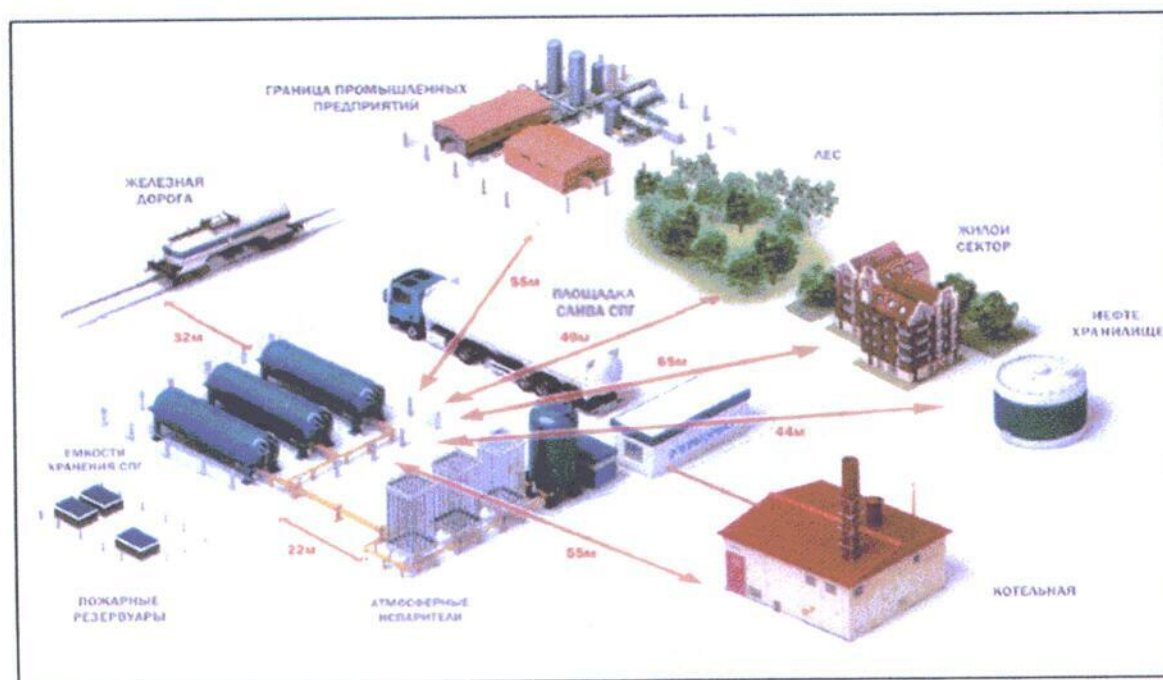 ГРАНИЦА ПРОМЫШЛЕННЫХ
ПРЕДПРИЯТИЙ
ЛЕС
ЖЕЛЕЗНАЯ
ДОРОГА
ЖИЛОЙ
СЕКТОР
55м
ПЛОЩАДКА
СЛИВА СПГ
НЕФТЕ
ХРАНИЛИЩЕ
32м
49м
65м
44м
ЕМКОСТИ
ХРАНЕНИЯ СПГ
22м
55м
ПОЖАРНЫЕ
РЕЗЕРВУАРЫ
АТМОСФЕРНЫЕ
ИСПАРИТЕЛИ
КОТЕЛЬНАЯ